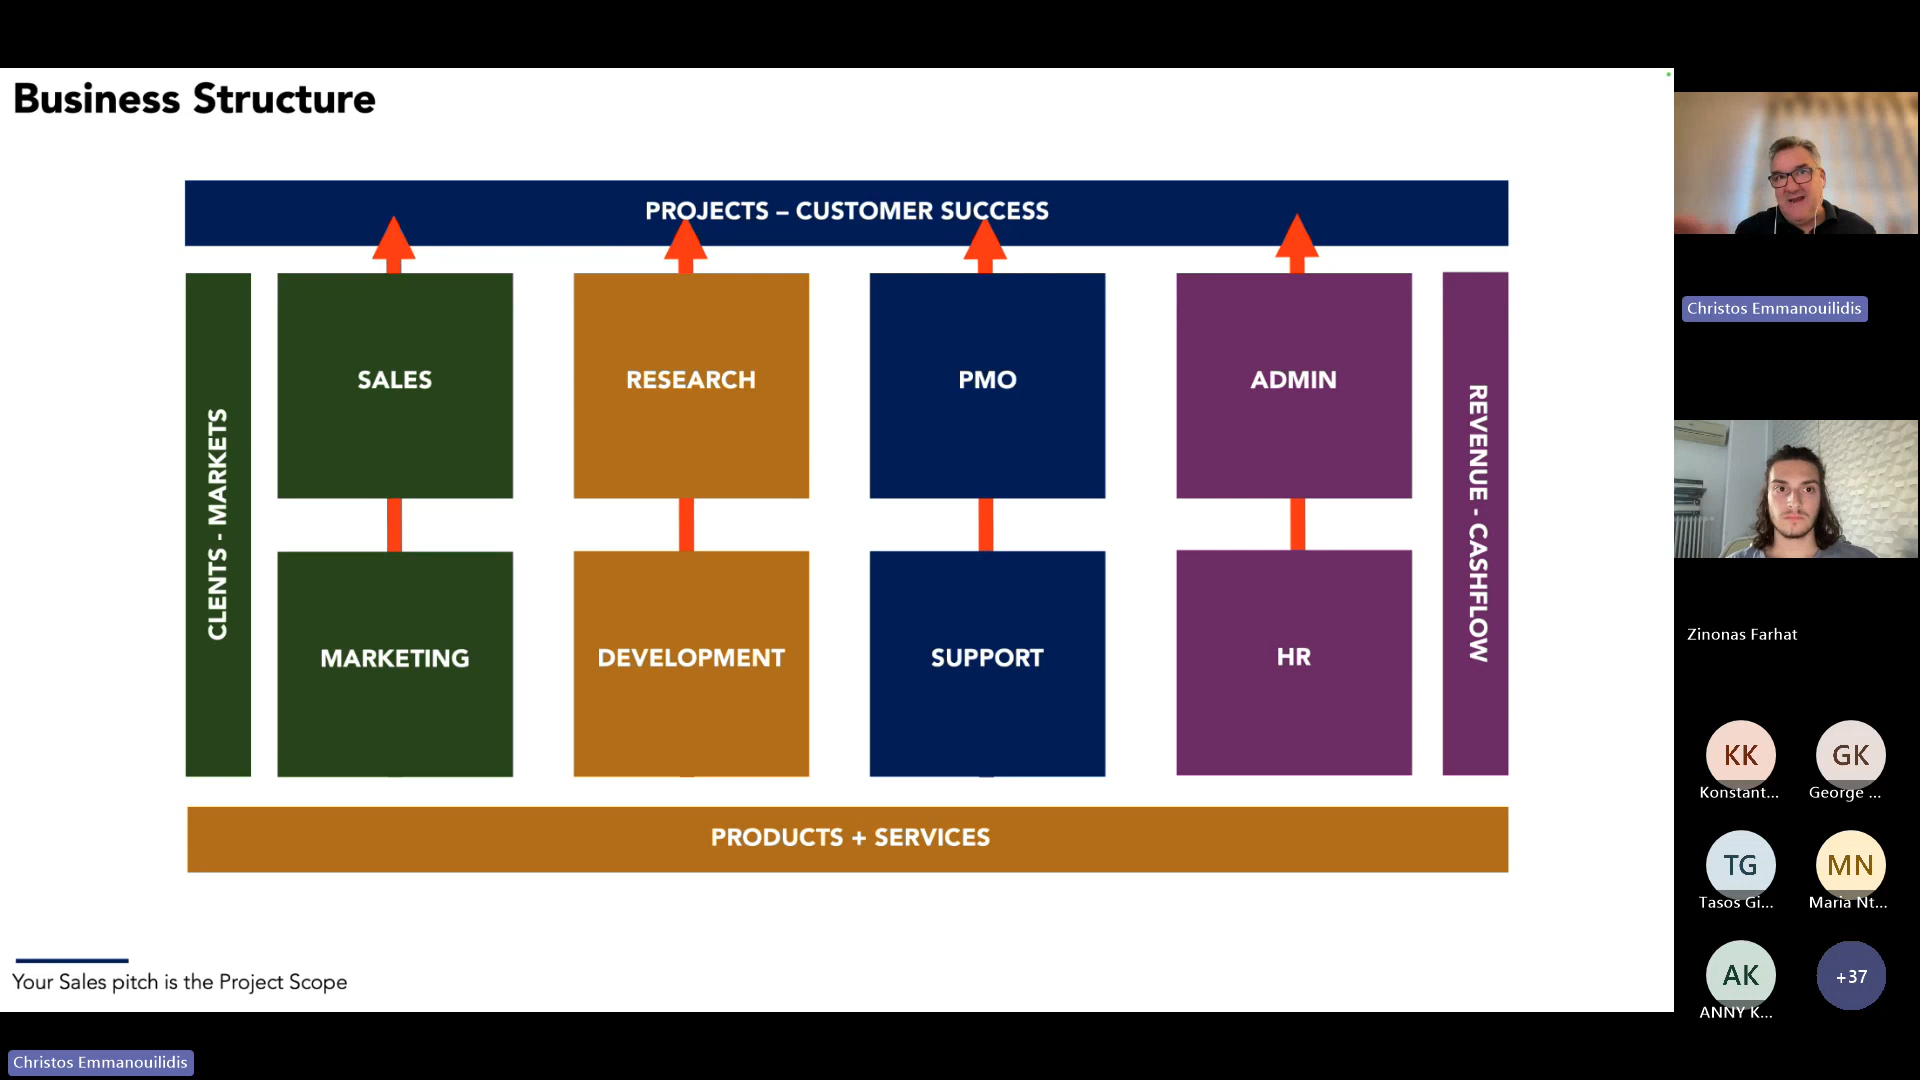 Business Structure
PROJECTS – CUSTOMER SUCCESS
CLENTS - MARKETS
SALES
RESEARCH
PMO
ADMIN
REVENUE - CASHFLOW
MARKETING
DEVELOPMENT
SUPPORT
HR
PRODUCTS + SERVICES
Your Sales pitch is the Project Scope
Christos Emmanouilidis
Christos Emmanouilidis
Zinonas Farhat
KK
Konstant...
GK
George ...
TG
Tasos Gi...
MN
Maria Nt...
AK
ANNY K...
+37